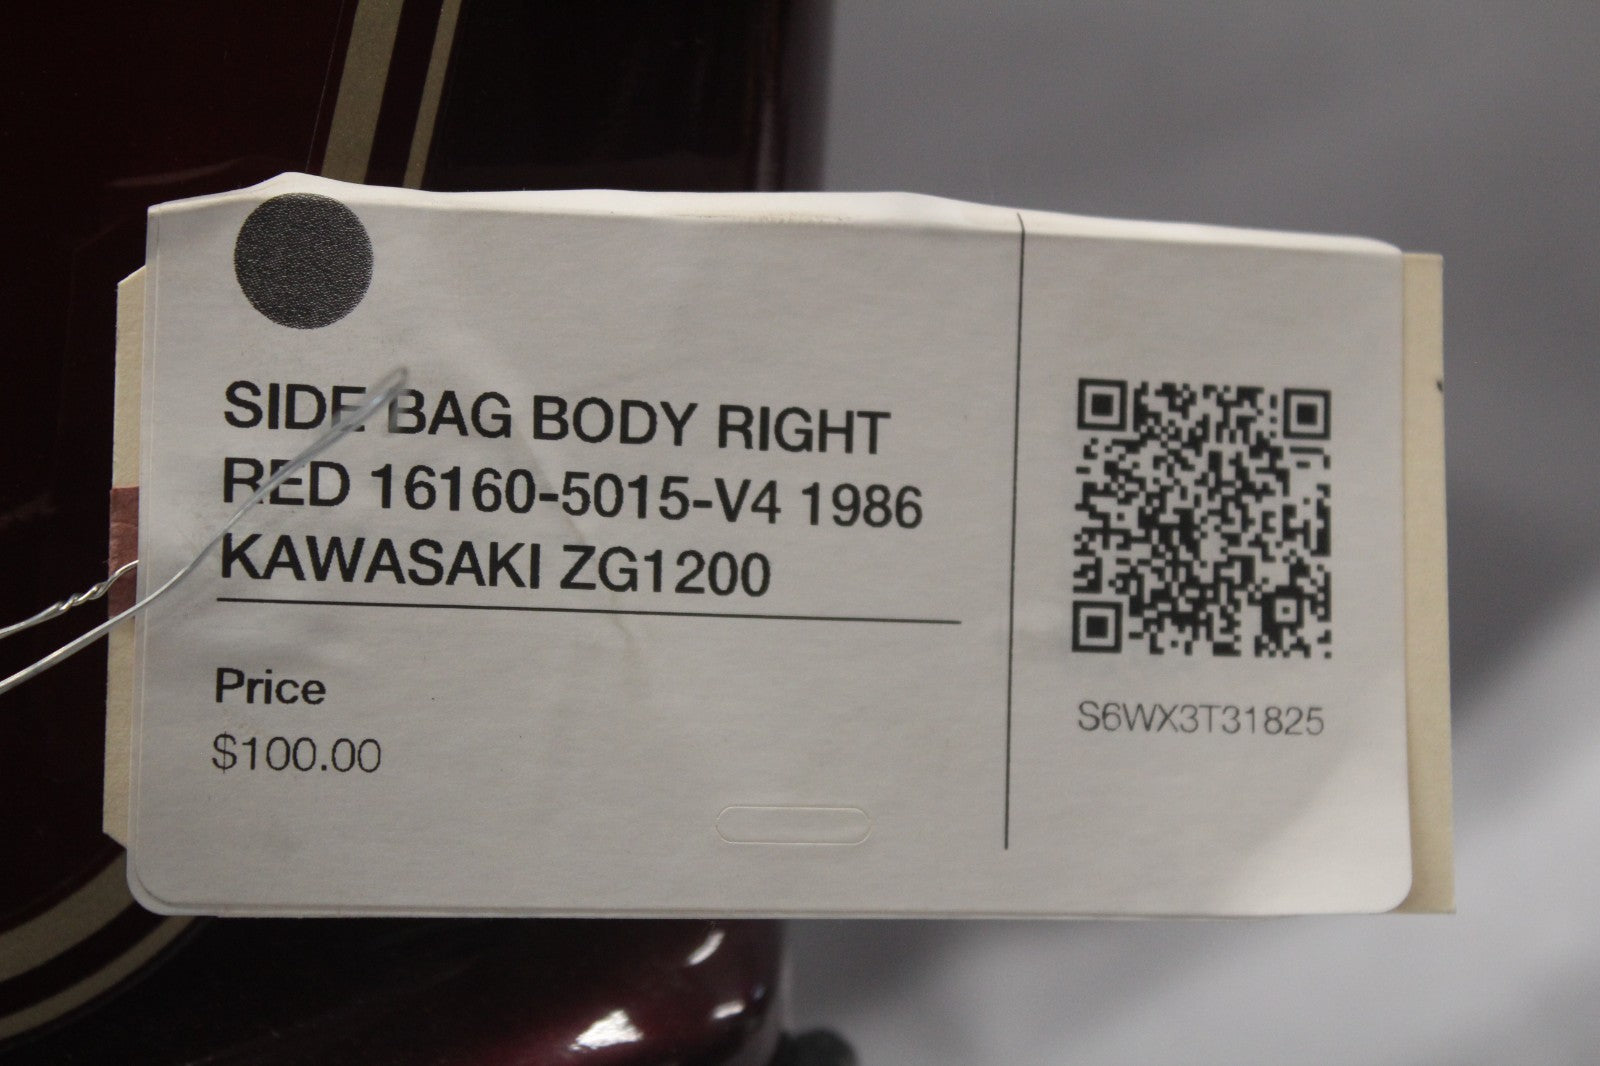 SIDE BAG BODY RIGHT
RED 16160-5015-V4 1986
KAWASAKI ZG1200
Price
$100.00
S6WX3T31825